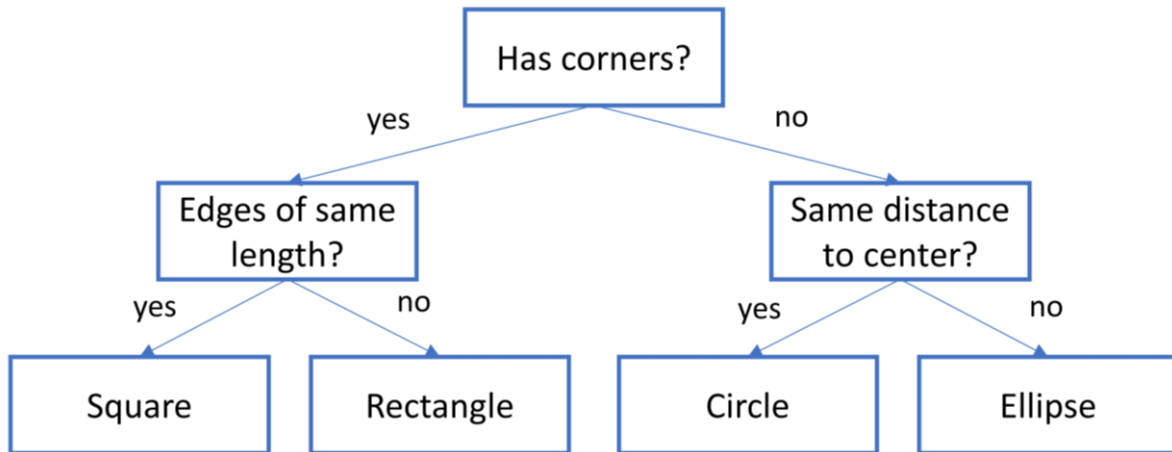 Has corners?
yes
no
Edges of same
length?
Same distance
to center?
yes
no
yes
no
Square
Rectangle
Circle
Ellipse